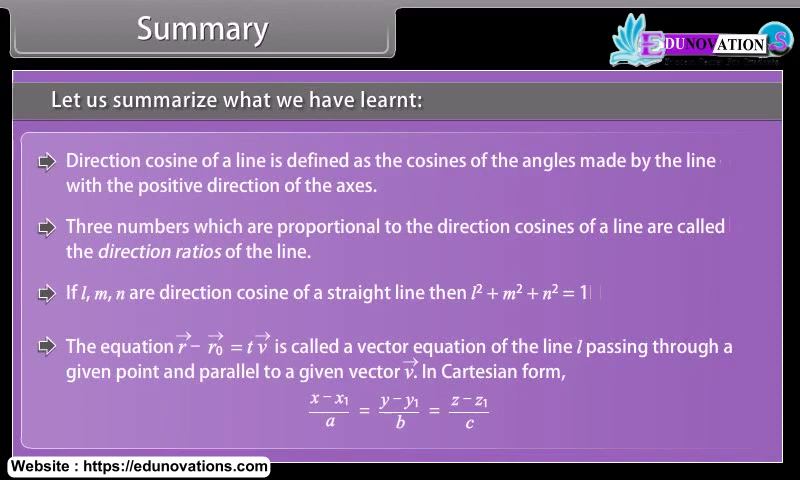 Summary
EDUNOVATION.S
Let us summarize what we have learnt:
Direction cosine of a line is defined as the cosines of the angles made by the line
with the positive direction of the axes.
Three numbers which are proportional to the direction cosines of a line are called
the direction ratios of the line.
If l, m, n are direction cosine of a straight line then l² + m² + n² = 1
The equation r⃗ − r₀⃗ = t v⃗ is called a vector equation of the line l passing through a
given point and parallel to a given vector v⃗. In Cartesian form,
(x − x₁)/a = (y − y₁)/b = (z − z₁)/c
Website : https://edunovations.com